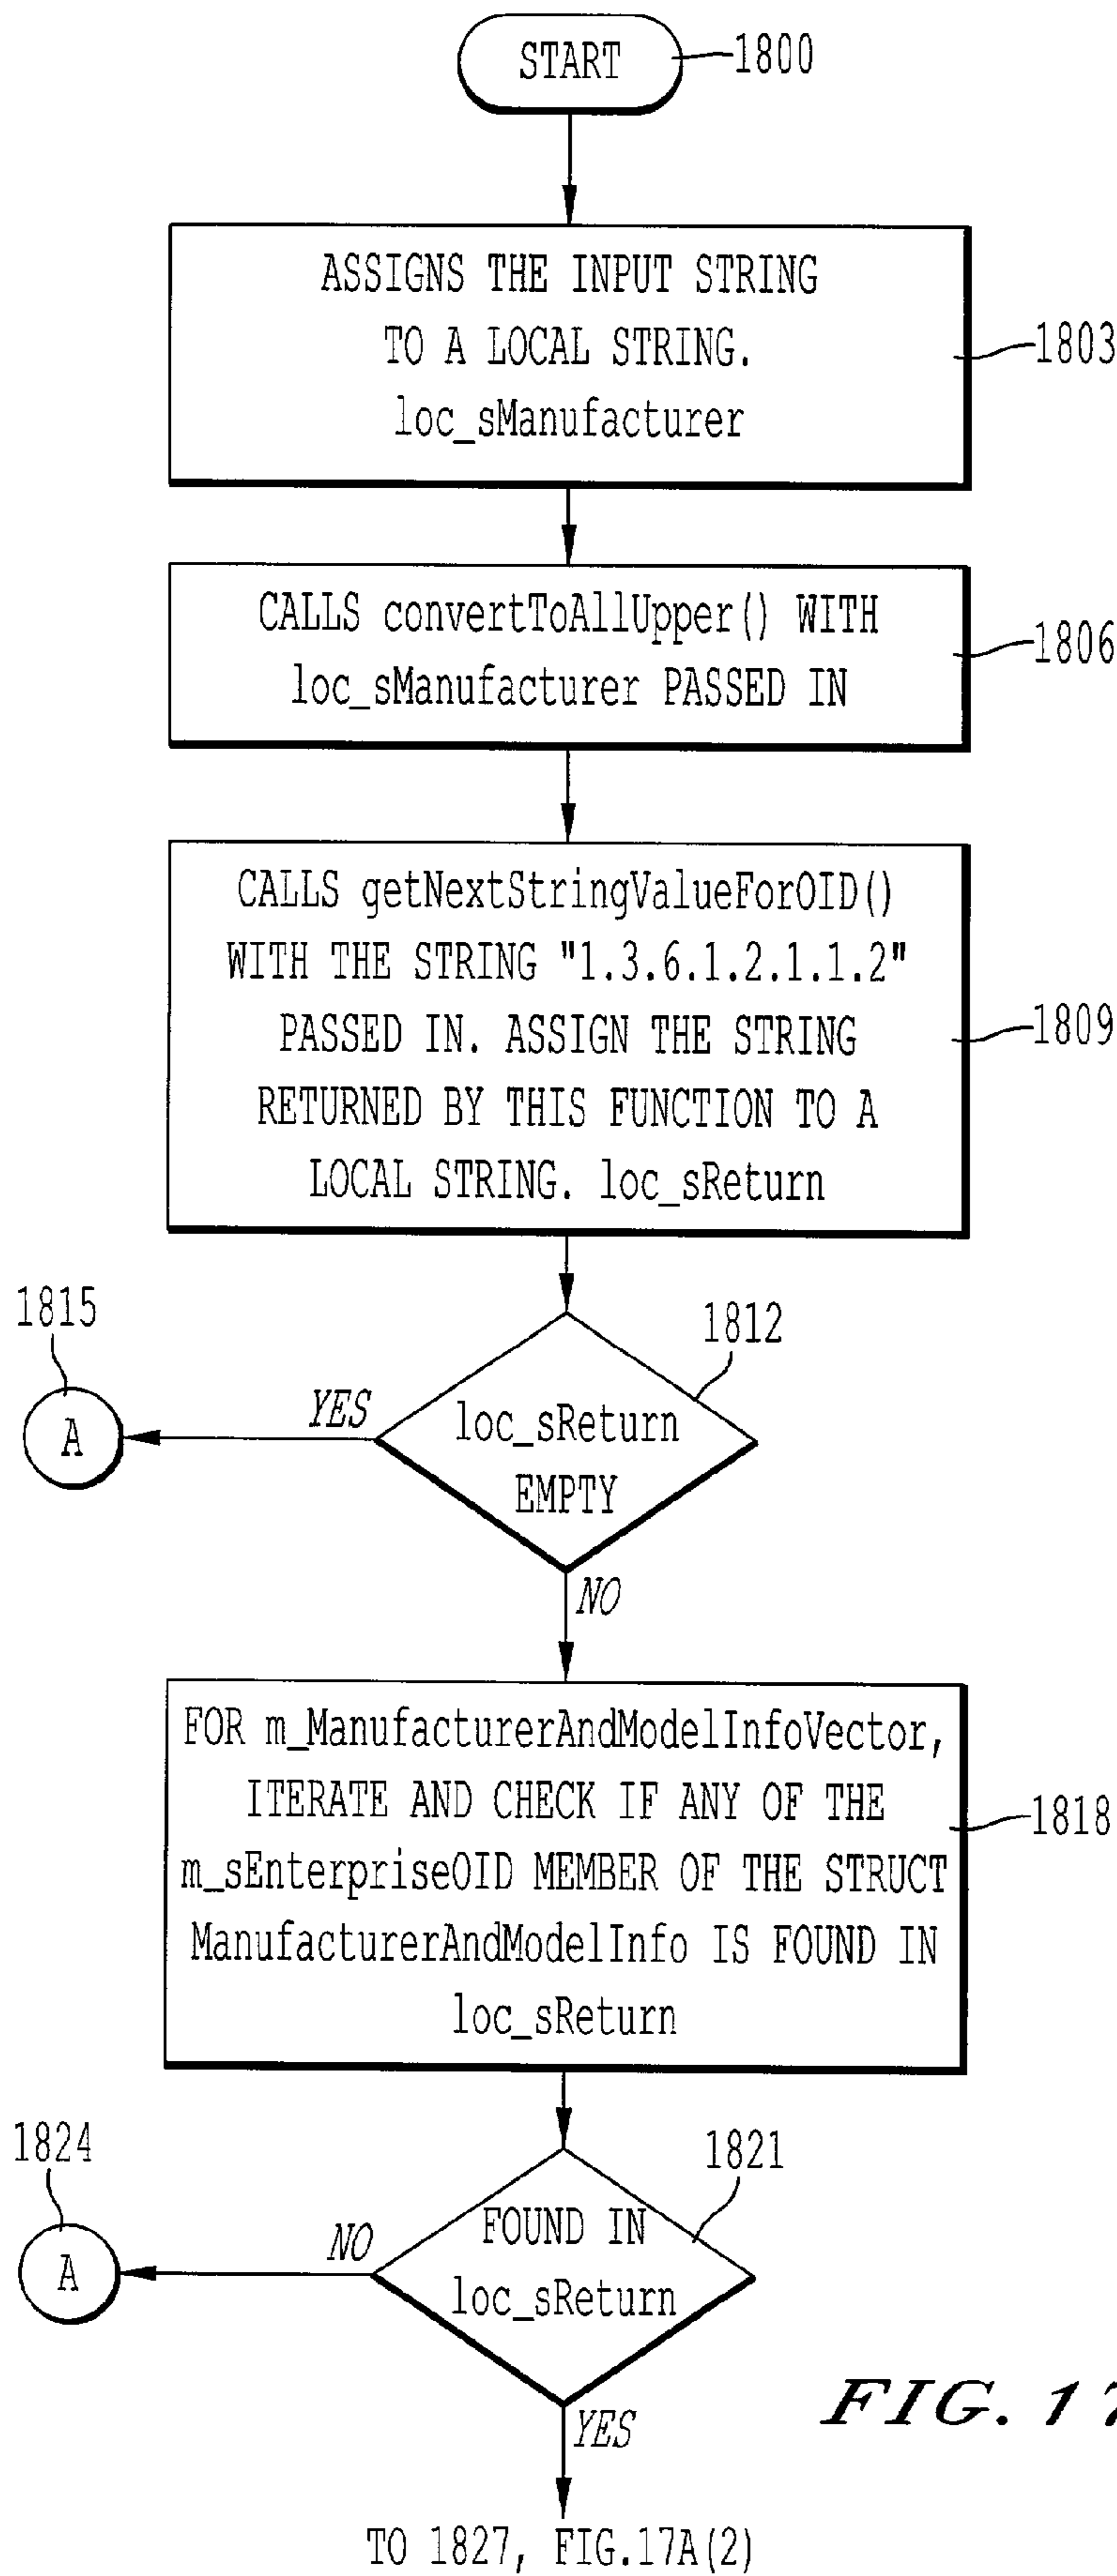 START
1800
ASSIGNS THE INPUT STRING
TO A LOCAL STRING.
loc_sManufacturer
1803
CALLS convertToAllUpper() WITH
loc_sManufacturer PASSED IN
1806
CALLS getNextStringValueForOID()
WITH THE STRING "1.3.6.1.2.1.1.2"
PASSED IN. ASSIGN THE STRING
RETURNED BY THIS FUNCTION TO A
LOCAL STRING. loc_sReturn
1809
1815
A
YES
1812
loc_sReturn
EMPTY
NO
FOR m_ManufacturerAndModelInfoVector,
ITERATE AND CHECK IF ANY OF THE
m_sEnterpriseOID MEMBER OF THE STRUCT
ManufacturerAndModelInfo IS FOUND IN
loc_sReturn
1818
1824
A
NO
1821
FOUND IN
loc_sReturn
YES
FIG. 17
TO 1827, FIG.17A(2)